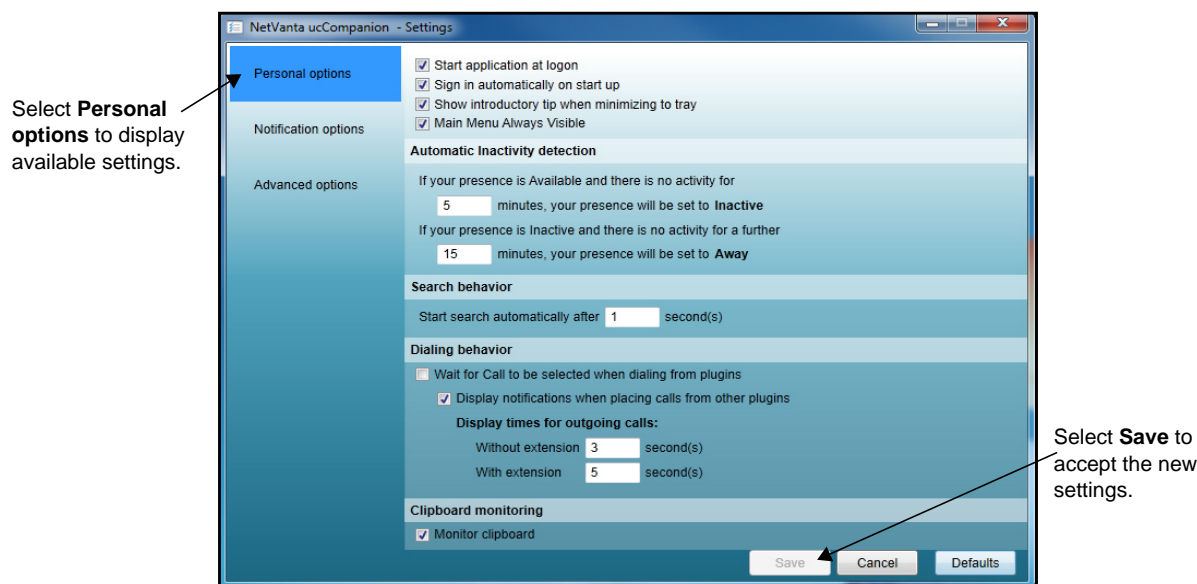 NetVanta ucCompanion - Settings
Select Personal
options to display
available settings.
Personal options
Notification options
Advanced options
Start application at logon
Sign in automatically on start up
Show introductory tip when minimizing to tray
Main Menu Always Visible
Automatic Inactivity detection
If your presence is Available and there is no activity for
5 minutes, your presence will be set to Inactive
If your presence is Inactive and there is no activity for a further
15 minutes, your presence will be set to Away
Search behavior
Start search automatically after 1 second(s)
Dialing behavior
Wait for Call to be selected when dialing from plugins
Display notifications when placing calls from other plugins
Display times for outgoing calls:
Without extension 3 second(s)
With extension 5 second(s)
Clipboard monitoring
Monitor clipboard
Save Cancel Defaults
Select Save to
accept the new
settings.